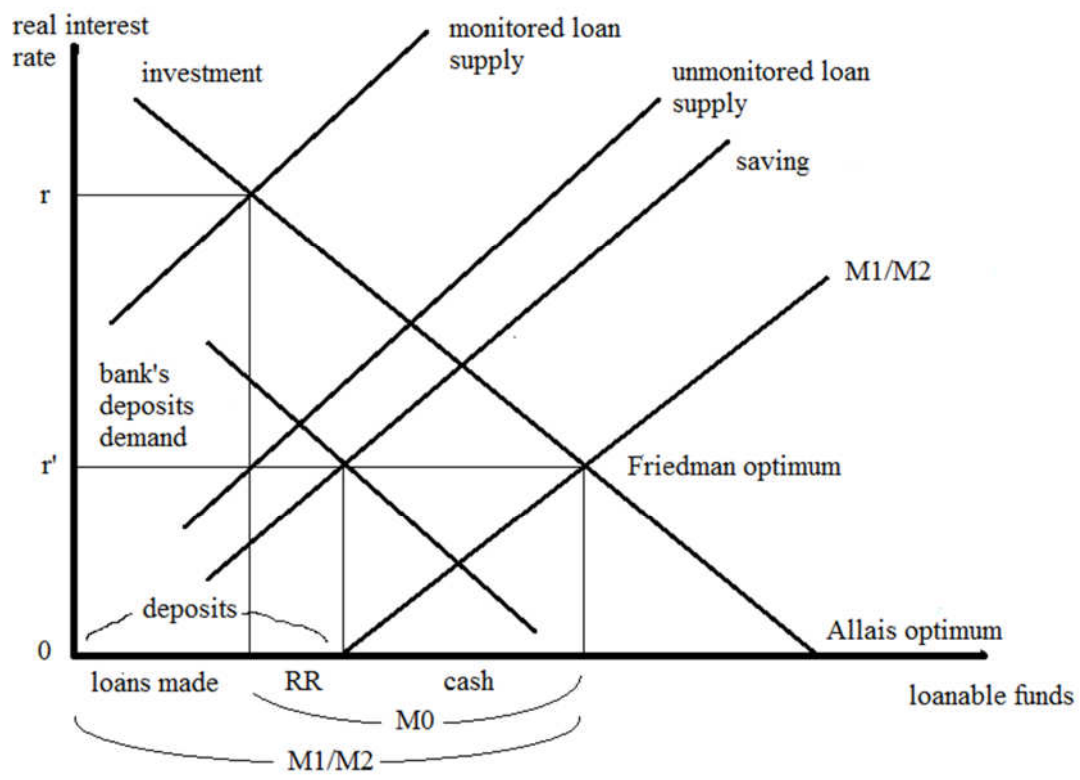 real interest
rate
monitored loan
supply
investment
unmonitored loan
supply
saving
r
M1/M2
bank's
deposits
demand
r'
Friedman optimum
deposits
Allais optimum
0
loans made
RR
cash
loanable funds
M0
M1/M2